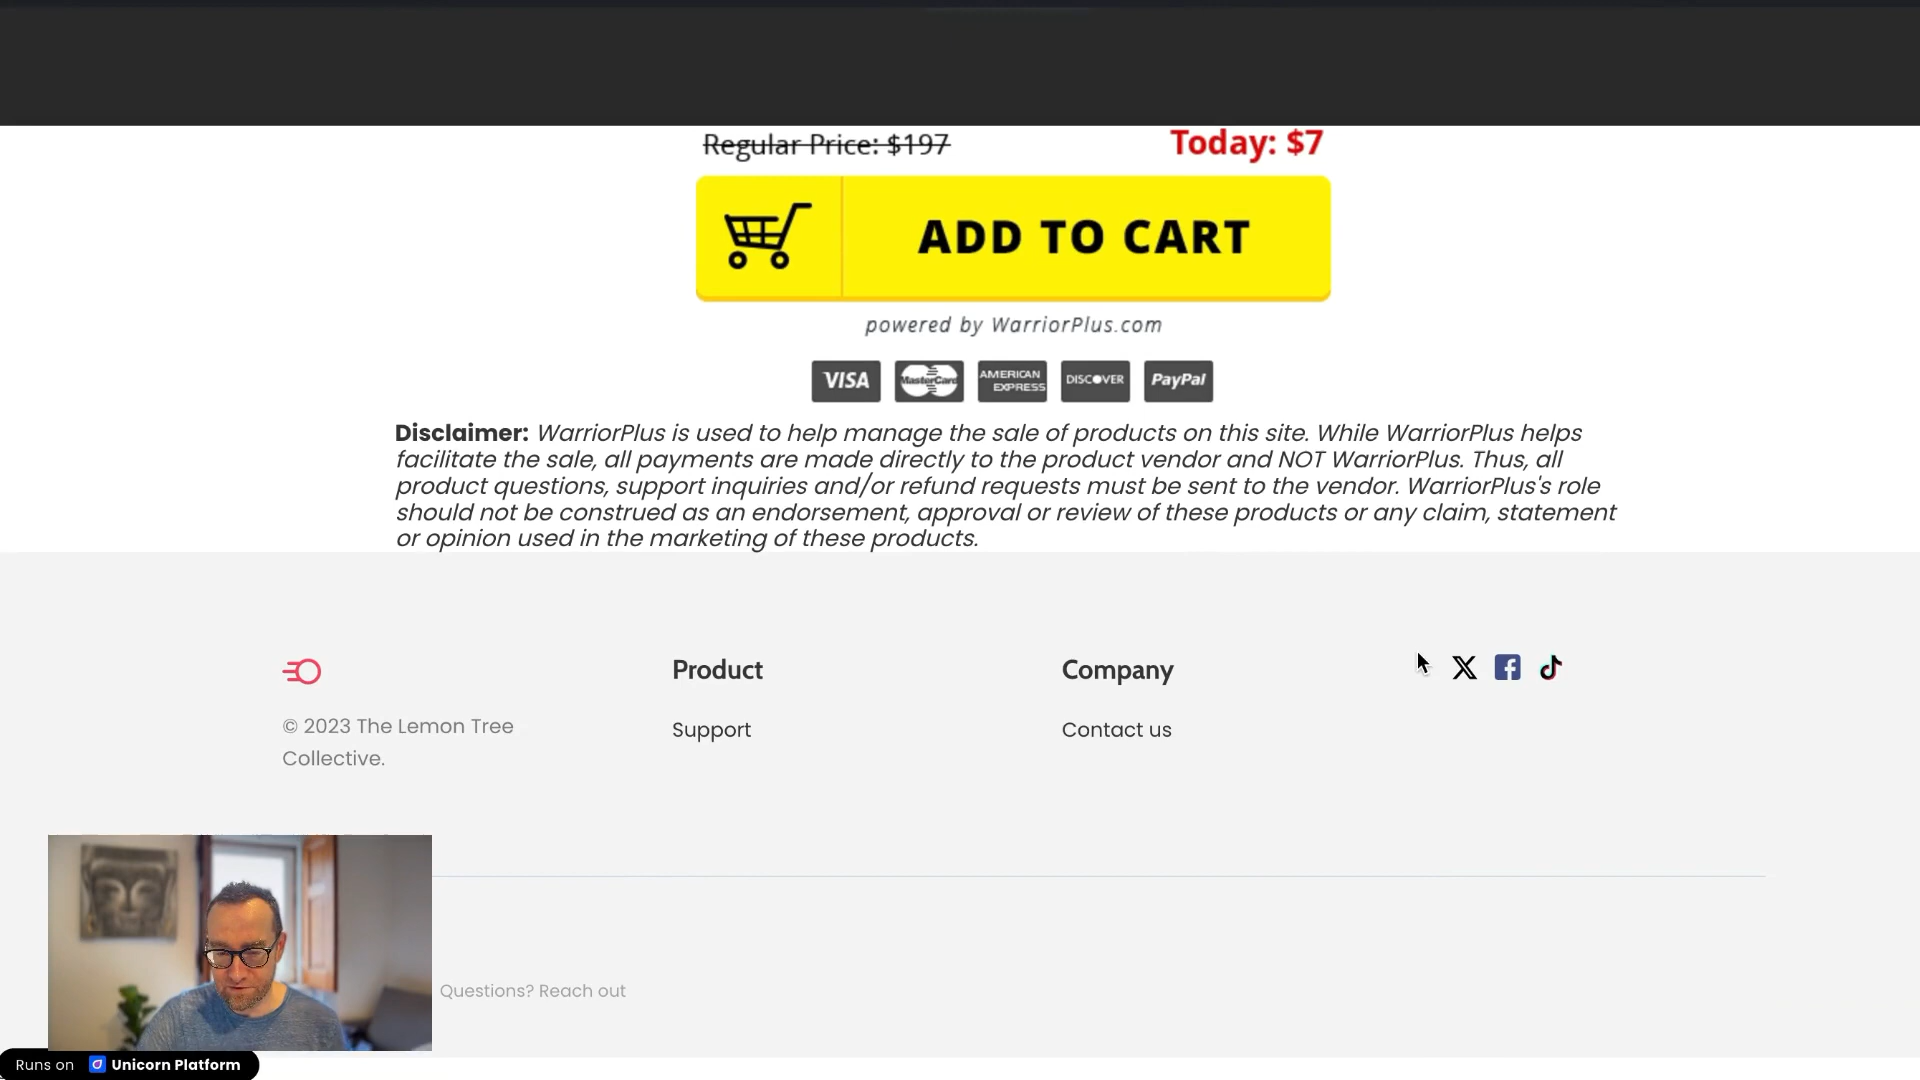 Regular Price: $197
Today: $7
ADD TO CART
powered by WarriorPlus.com
VISA
MasterCard
AMERICAN EXPRESS
DISCOVER
PayPal
Disclaimer: WarriorPlus is used to help manage the sale of products on this site. While WarriorPlus helps
facilitate the sale, all payments are made directly to the product vendor and NOT WarriorPlus. Thus, all
product questions, support inquiries and/or refund requests must be sent to the vendor. WarriorPlus's role
should not be construed as an endorsement, approval or review of these products or any claim, statement
or opinion used in the marketing of these products.
© 2023 The Lemon Tree
Collective.
Product
Support
Company
Contact us
Questions? Reach out
Runs on Unicorn Platform